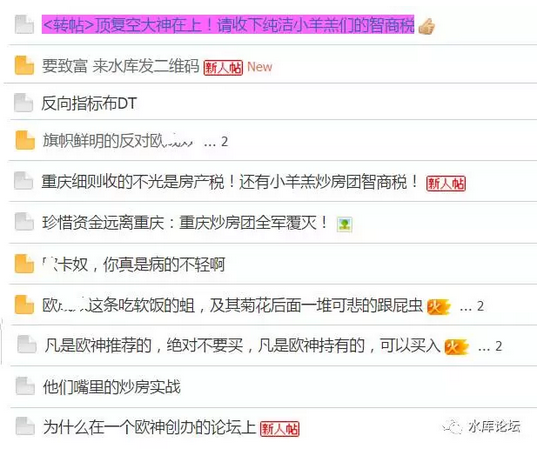 <转帖>顶复空大神在上！请收下纯洁小羊羔们的智商税
要致富 来水库发二维码 新人帖 New
反向指标布DT
旗帜鲜明的反对欧 ... 2
重庆细则收的不光是房产税！还有小羊羔炒房团智商税！ 新人帖
珍惜资金远离重庆：重庆炒房团全军覆灭！
卡奴，你真是病的不轻啊
欧 这条吃软饭的蛆，及其菊花后面一堆可悲的跟屁虫 火 ... 2
凡是欧神推荐的，绝对不要买，凡是欧神持有的，可以买入 火 ... 2
他们嘴里的炒房实战
为什么在一个欧神创办的论坛上 新人帖
水库论坛